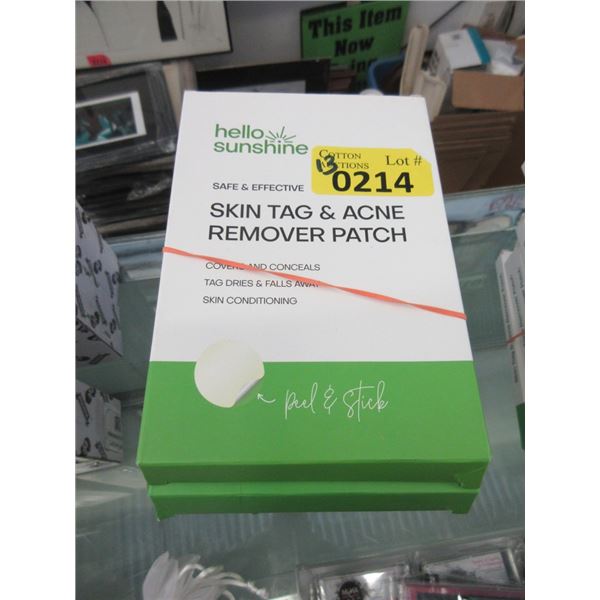 This Item
Now
hello
sunshine
COTTON
AUCTIONS
Lot #
13
0214
SAFE & EFFECTIVE
SKIN TAG & ACNE
REMOVER PATCH
COVERS AND CONCEALS
TAG DRIES & FALLS AWAY
SKIN CONDITIONING
peel & stick